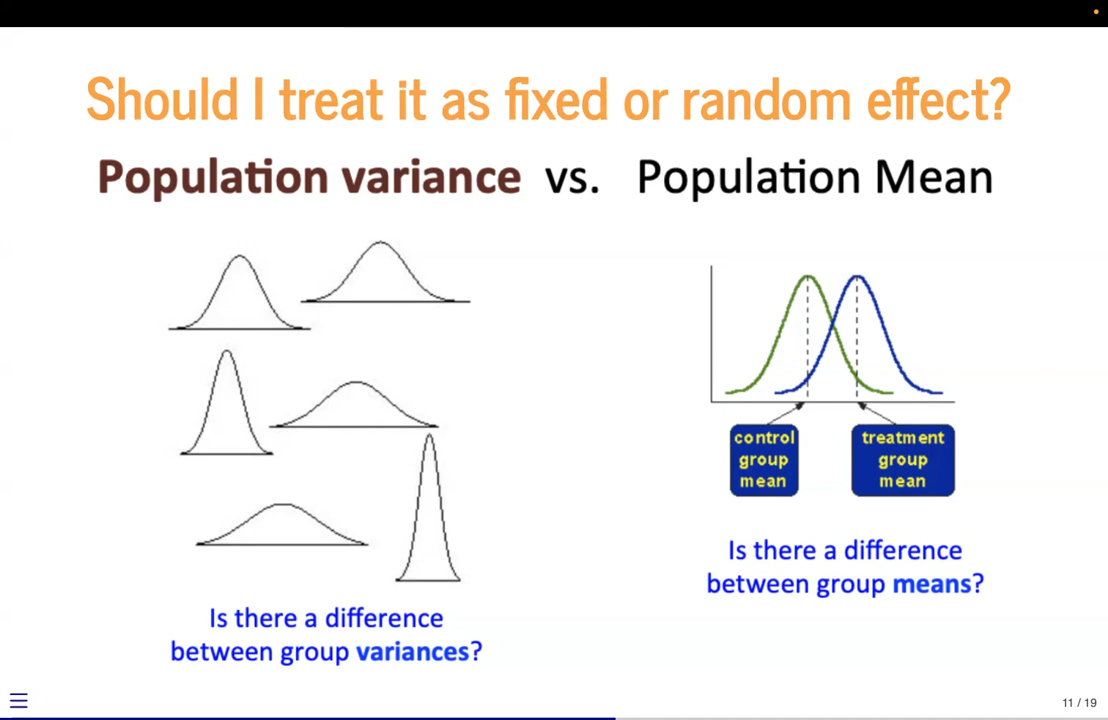 Should I treat it as fixed or random effect?
Population variance vs. Population Mean
control
group
mean
treatment
group
mean
Is there a difference
between group means?
Is there a difference
between group variances?
11 / 19